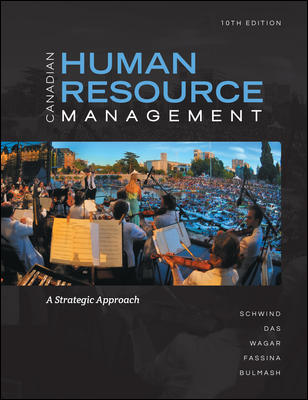 10TH EDITION
CANADIAN
HUMAN
RESOURCE
MANAGEMENT
A Strategic Approach
SCHWIND
DAS
WAGAR
FASSINA
BULMASH